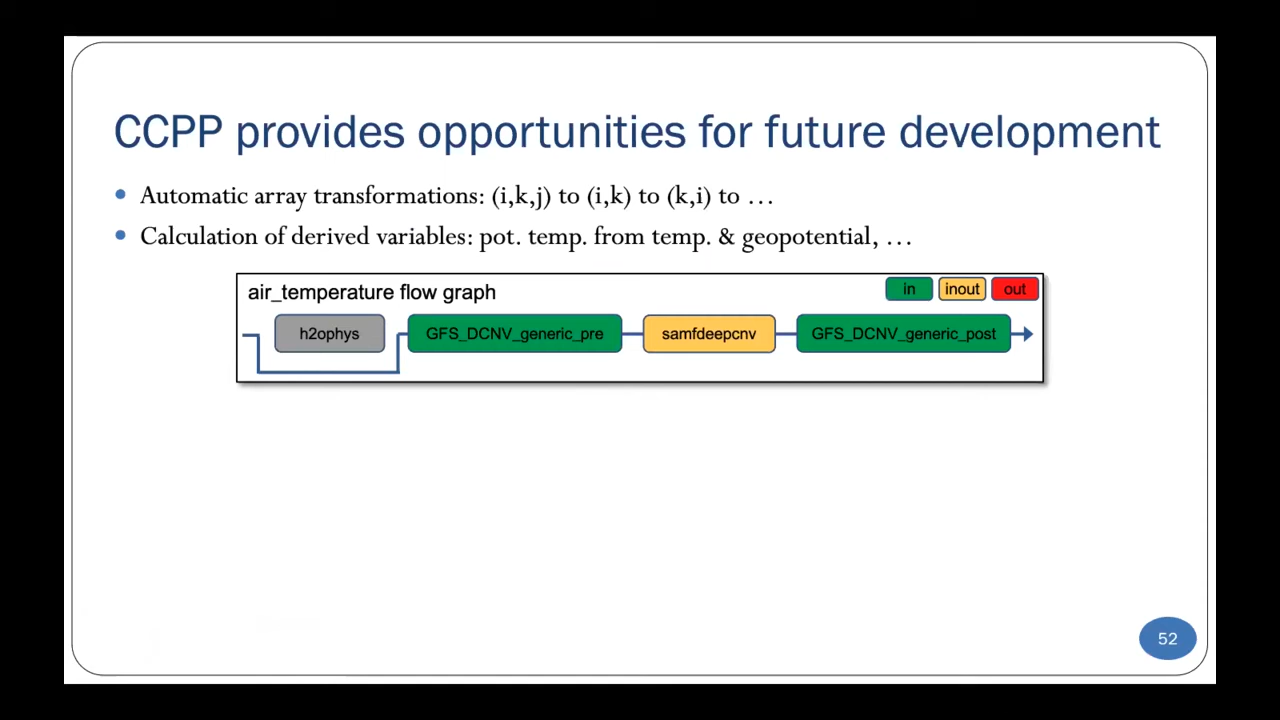 CCPP provides opportunities for future development
Automatic array transformations: (i,k,j) to (i,k) to (k,i) to …
Calculation of derived variables: pot. temp. from temp. & geopotential, …
air_temperature flow graph
in
inout
out
h2ophys
GFS_DCNV_generic_pre
samfdeepcnv
GFS_DCNV_generic_post
52